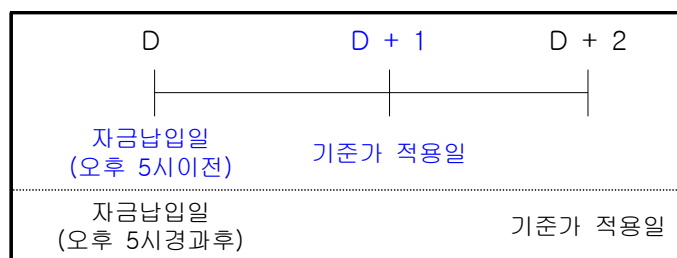 D D + 1 D + 2
자금납입일
(오후 5시이전)
기준가 적용일
자금납입일
(오후 5시경과후)
기준가 적용일